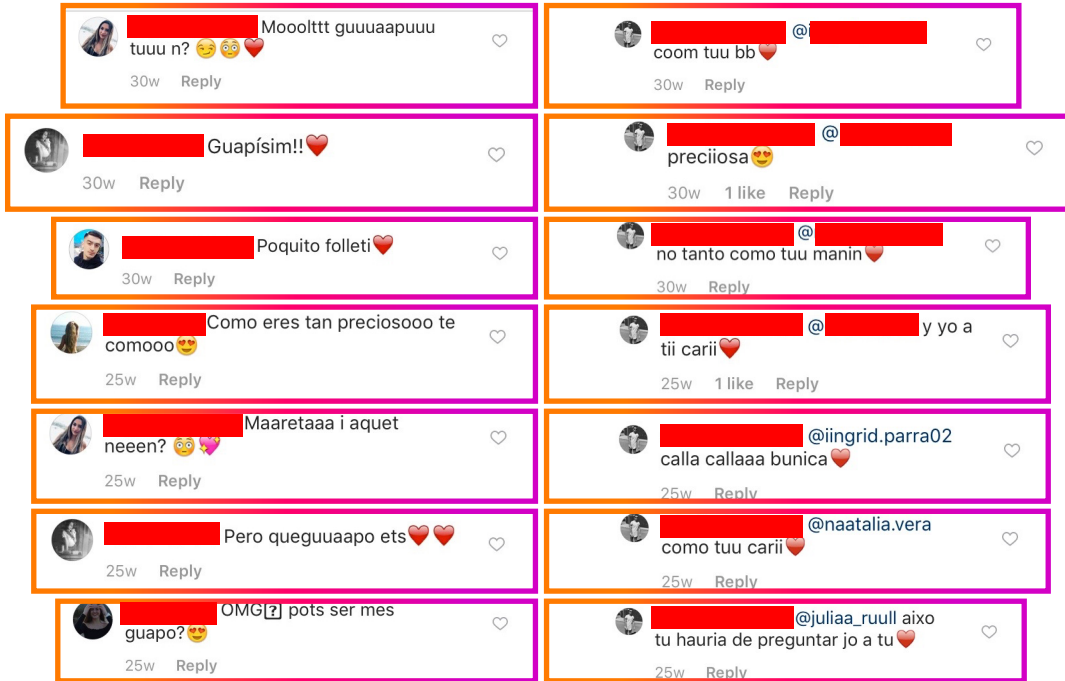 Mooolttt guuuaapuuu
tuuu n? 😏😳❤️
30w Reply
@
coom tuu bb❤️
30w Reply
Guapísim!!❤️
30w Reply
@
preciiosa😍
30w 1 like Reply
Poquito folleti❤️
30w Reply
@
no tanto como tuu manin❤️
30w Reply
Como eres tan preciosooo te
comooo😍
25w Reply
@ y yo a
tii carii❤️
25w 1 like Reply
Maaretaaa i aquet
neeen? 😳💖
25w Reply
@iingrid.parra02
calla callaaa bunica❤️
25w Reply
Pero queguuaapo ets❤️❤️
25w Reply
@naatalia.vera
como tuu carii❤️
25w Reply
OMG⍰ pots ser mes
guapo?😍
25w Reply
@juliaa_ruull aixo
tu hauria de preguntar jo a tu❤️
25w Reply